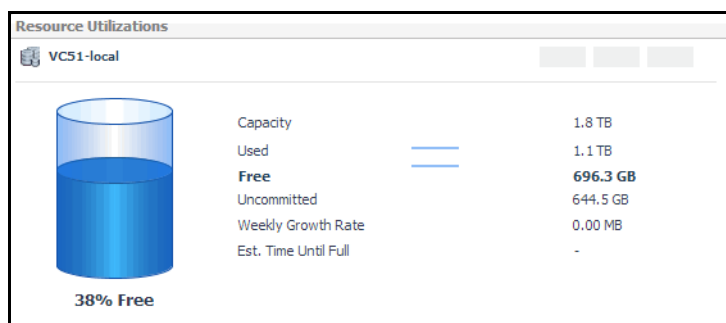 Resource Utilizations
VC51-local
Capacity 1.8 TB
Used 1.1 TB
Free 696.3 GB
Uncommitted 644.5 GB
Weekly Growth Rate 0.00 MB
Est. Time Until Full -
38% Free